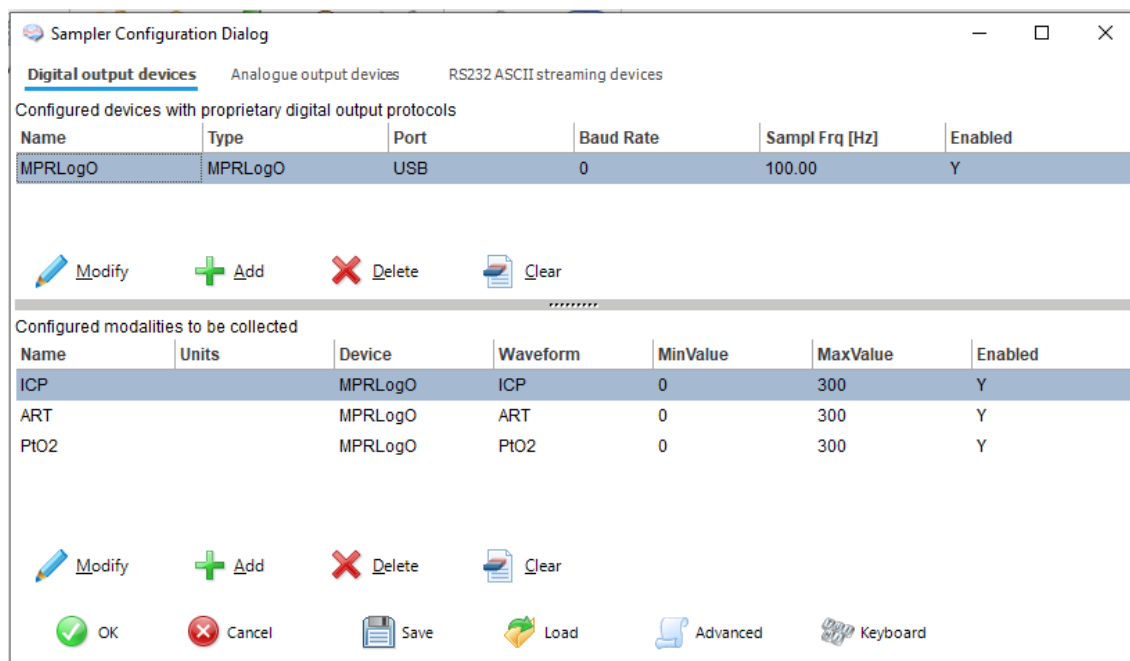 Sampler Configuration Dialog
Digital output devices Analogue output devices RS232 ASCII streaming devices
Configured devices with proprietary digital output protocols
Name Type Port Baud Rate Sampl Frq [Hz] Enabled
MPRLogO MPRLogO USB 0 100.00 Y
Modify Add Delete Clear
Configured modalities to be collected
Name Units Device Waveform MinValue MaxValue Enabled
ICP MPRLogO ICP 0 300 Y
ART MPRLogO ART 0 300 Y
PtO2 MPRLogO PtO2 0 300 Y
Modify Add Delete Clear
OK Cancel Save Load Advanced Keyboard